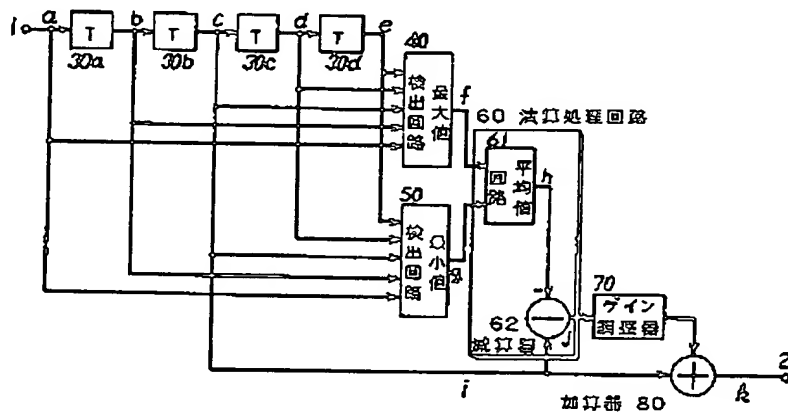 1
a
T
30a
b
T
30b
c
T
30c
d
T
30d
e
40
最大値
検出回路
f
50
最小値
検出回路
g
60 演算処理回路
61
平均値
回路
h
62
減算器
j
70
ゲイン
調整器
i
加算器 80
k
2